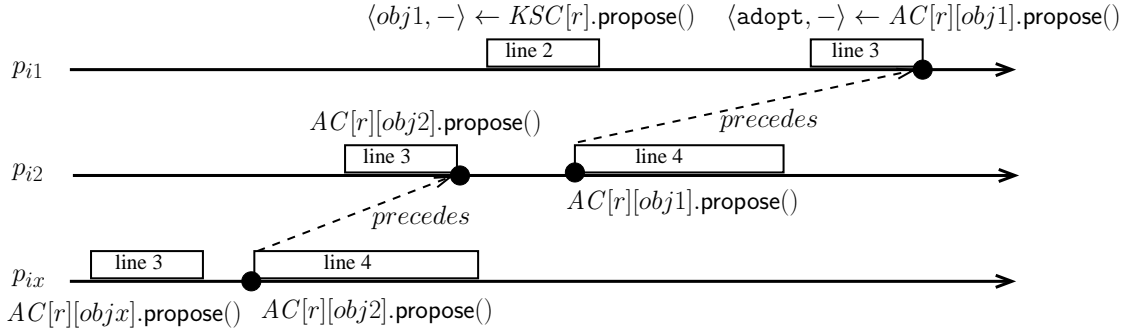 ⟨obj1, −⟩ ← KSC[r].propose() ⟨adopt, −⟩ ← AC[r][obj1].propose()
line 2 line 3
p_{i1}
AC[r][obj2].propose() precedes
line 3 line 4
p_{i2}
precedes AC[r][obj1].propose()
line 3 line 4
p_{ix}
AC[r][objx].propose() AC[r][obj2].propose()